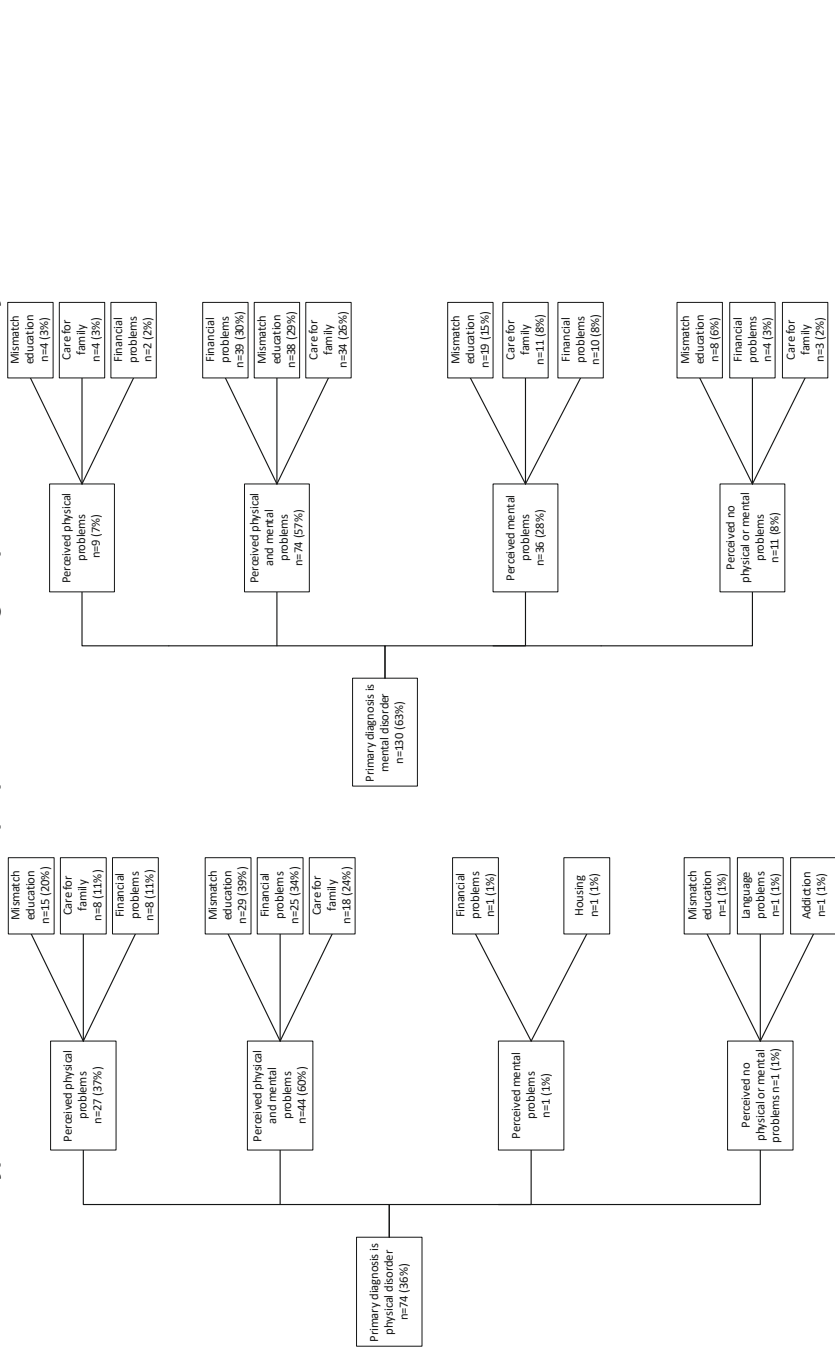 Primary diagnosis is
physical disorder
n=74 (36%)
Perceived physical
problems
n=27 (37%)
Mismatch
education
n=15 (20%)
Care for
family
n=8 (11%)
Financial
problems
n=8 (11%)
Perceived physical
and mental
problems
n=44 (60%)
Mismatch
education
n=29 (39%)
Financial
problems
n=25 (34%)
Care for
family
n=18 (24%)
Perceived mental
problems
n=1 (1%)
Financial
problems
n=1 (1%)
Housing
n=1 (1%)
Perceived no
physical or mental
problems n=1 (1%)
Mismatch
education
n=1 (1%)
Language
problems
n=1 (1%)
Addiction
n=1 (1%)
Primary diagnosis is
mental disorder
n=130 (63%)
Perceived physical
problems
n=9 (7%)
Mismatch
education
n=4 (3%)
Care for
family
n=4 (3%)
Financial
problems
n=2 (2%)
Perceived physical
and mental
problems
n=74 (57%)
Financial
problems
n=39 (30%)
Mismatch
education
n=38 (29%)
Care for
family
n=34 (26%)
Perceived mental
problems
n=36 (28%)
Mismatch
education
n=19 (15%)
Care for
family
n=11 (8%)
Financial
problems
n=10 (8%)
Perceived no
physical or mental
problems
n=11 (8%)
Mismatch
education
n=8 (6%)
Financial
problems
n=4 (3%)
Care for
family
n=3 (2%)